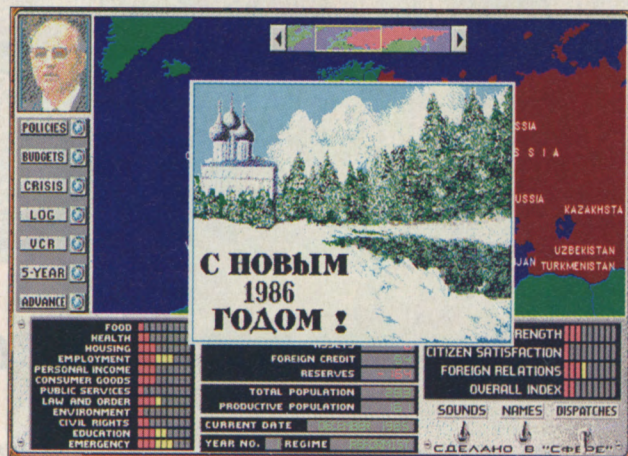 POLICIES
BUDGETS
CRISIS
LOG
VCR
5-YEAR
ADVANCE
SSIA
SSIA
USSIA
KAZAKHSTA
UZBEKISTAN
JAN TURKMENISTAN
С НОВЫМ
1986
ГОДОМ !
FOOD
HEALTH
HOUSING
EMPLOYMENT
PERSONAL INCOME
CONSUMER GOODS
PUBLIC SERVICES
LAW AND ORDER
ENVIRONMENT
CIVIL RIGHTS
EDUCATION
EMERGENCY
ASSETS
FOREIGN CREDIT
RESERVES
TOTAL POPULATION
PRODUCTIVE POPULATION
CURRENT DATE
YEAR NO. REGIME
RENGTH
CITIZEN SATISFACTION
FOREIGN RELATIONS
OVERALL INDEX
SOUNDS NAMES DISPATCHES
СДЕЛАНО В "СФЕРЕ"